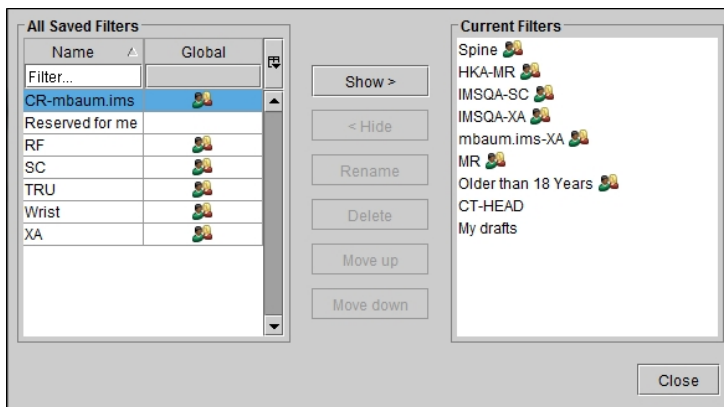 All Saved Filters
Name Global
Filter...
CR-mbaum.ims
Reserved for me
RF
SC
TRU
Wrist
XA
Show >
< Hide
Rename
Delete
Move up
Move down
Current Filters
Spine
HKA-MR
IMSQA-SC
IMSQA-XA
mbaum.ims-XA
MR
Older than 18 Years
CT-HEAD
My drafts
Close